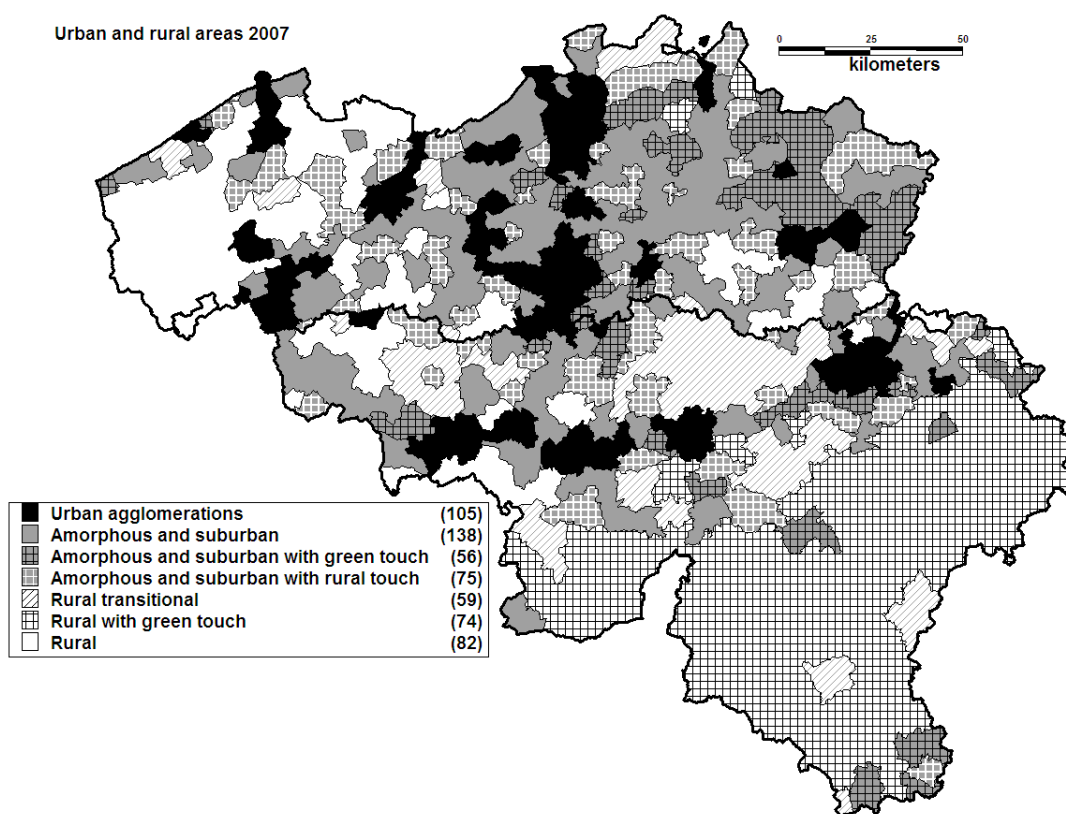 Urban and rural areas 2007
0 25 50
kilometers
Urban agglomerations (105)
Amorphous and suburban (138)
Amorphous and suburban with green touch (56)
Amorphous and suburban with rural touch (75)
Rural transitional (59)
Rural with green touch (74)
Rural (82)